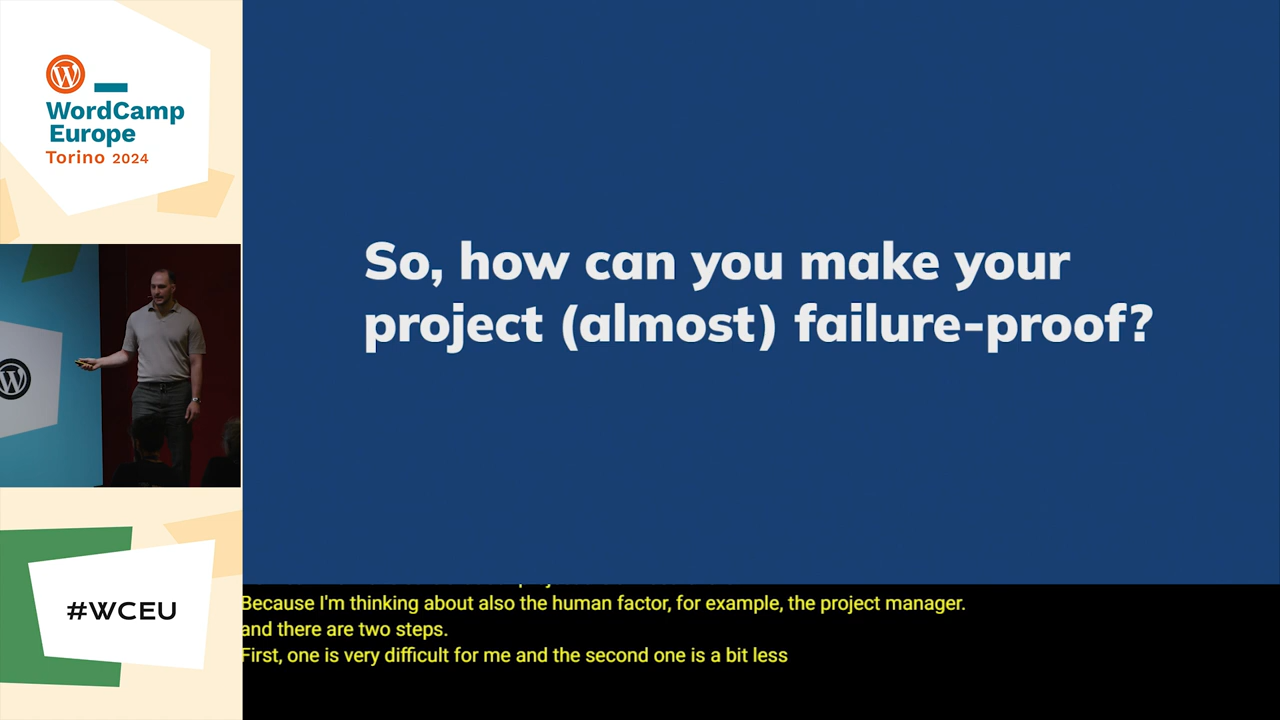 WordCamp
Europe
Torino 2024
So, how can you make your
project (almost) failure-proof?
#WCEU
Because I'm thinking about also the human factor, for example, the project manager.
and there are two steps.
First, one is very difficult for me and the second one is a bit less